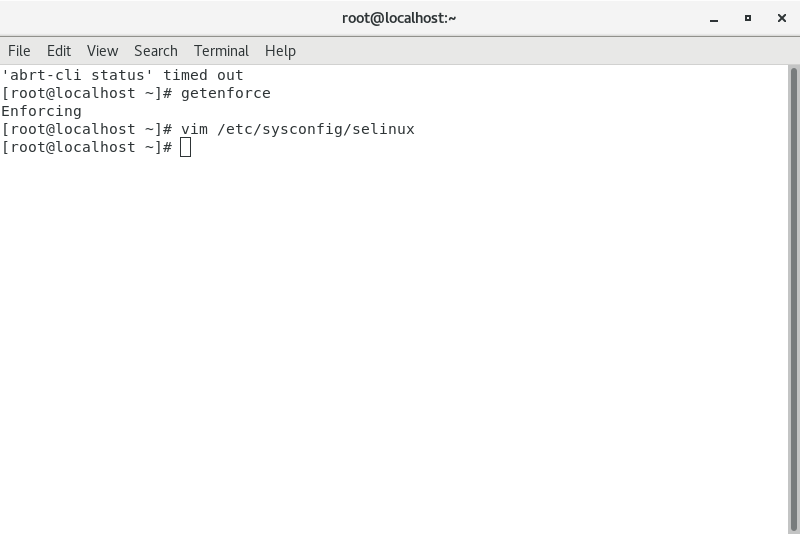 root@localhost:~
File Edit View Search Terminal Help
'abrt-cli status' timed out
[root@localhost ~]# getenforce
Enforcing
[root@localhost ~]# vim /etc/sysconfig/selinux
[root@localhost ~]#